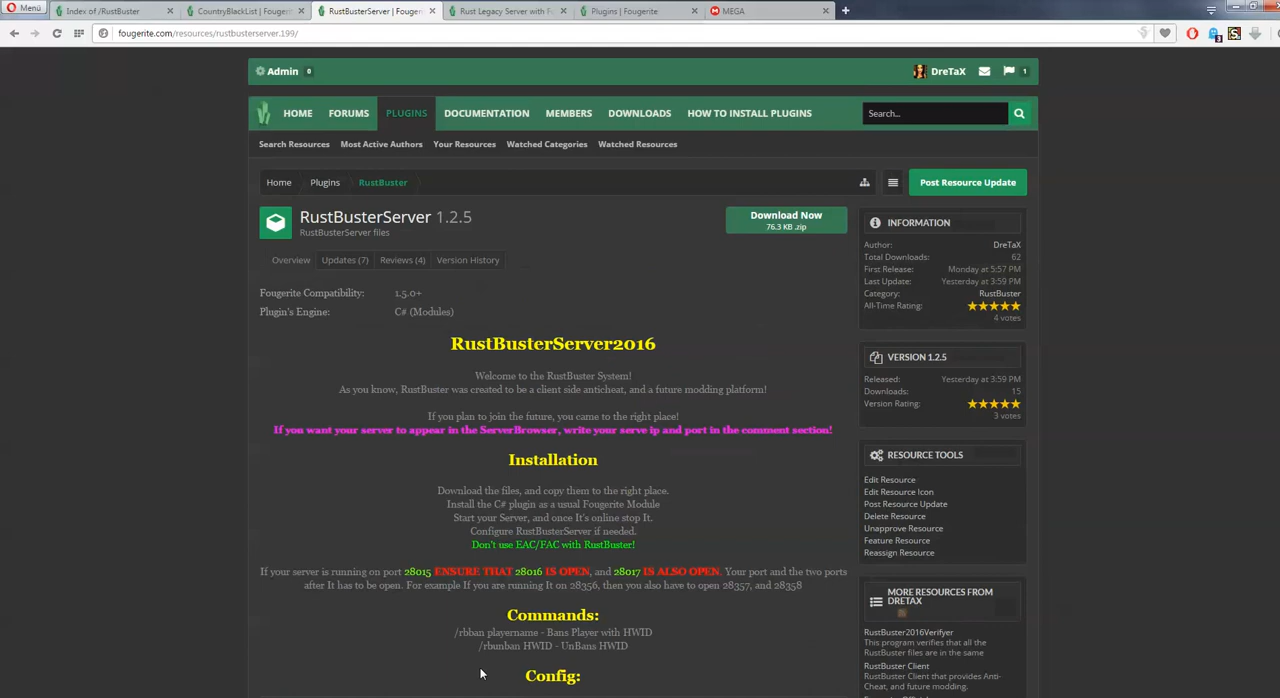 Menü
Index of /RustBuster
CountryBlackList | Fougerit
RustBusterServer | Fouger
Rust Legacy Server with Fo
Plugins | Fougerite
MEGA
fougerite.com/resources/rustbusterserver.199/
3
Admin 0
DreTaX
1
HOME
FORUMS
PLUGINS
DOCUMENTATION
MEMBERS
DOWNLOADS
HOW TO INSTALL PLUGINS
Search...
Search Resources
Most Active Authors
Your Resources
Watched Categories
Watched Resources
Home
Plugins
RustBuster
Post Resource Update
RustBusterServer 1.2.5
RustBusterServer files
Download Now
76.3 KB .zip
Overview
Updates (7)
Reviews (4)
Version History
Fougerite Compatibility: 1.5.0+
Plugin's Engine: C# (Modules)
RustBusterServer2016
Welcome to the RustBuster System!
As you know, RustBuster was created to be a client side anticheat, and a future modding platform!
If you plan to join the future, you came to the right place!
If you want your server to appear in the ServerBrowser, write your serve ip and port in the comment section!
Installation
Download the files, and copy them to the right place.
Install the C# plugin as a usual Fougerite Module
Start your Server, and once It's online stop It.
Configure RustBusterServer if needed.
Don't use EAC/FAC with RustBuster!
If your server is running on port 28015 ENSURE THAT 28016 IS OPEN, and 28017 IS ALSO OPEN. Your port and the two ports
after It has to be open. For example If you are running It on 28356, then you also have to open 28357, and 28358
Commands:
/rbban playername - Bans Player with HWID
/rbunban HWID - UnBans HWID
Config:
INFORMATION
Author: DreTaX
Total Downloads: 62
First Release: Monday at 5:57 PM
Last Update: Yesterday at 3:59 PM
Category: RustBuster
All-Time Rating:
4 votes
VERSION 1.2.5
Released: Yesterday at 3:59 PM
Downloads: 15
Version Rating:
3 votes
RESOURCE TOOLS
Edit Resource
Edit Resource Icon
Post Resource Update
Delete Resource
Unapprove Resource
Feature Resource
Reassign Resource
MORE RESOURCES FROM
DRETAX
RustBuster2016Verifyer
This program verifies that all the
RustBuster files are in the same
RustBuster Client
RustBuster Client that provides Anti-
Cheat, and future modding.